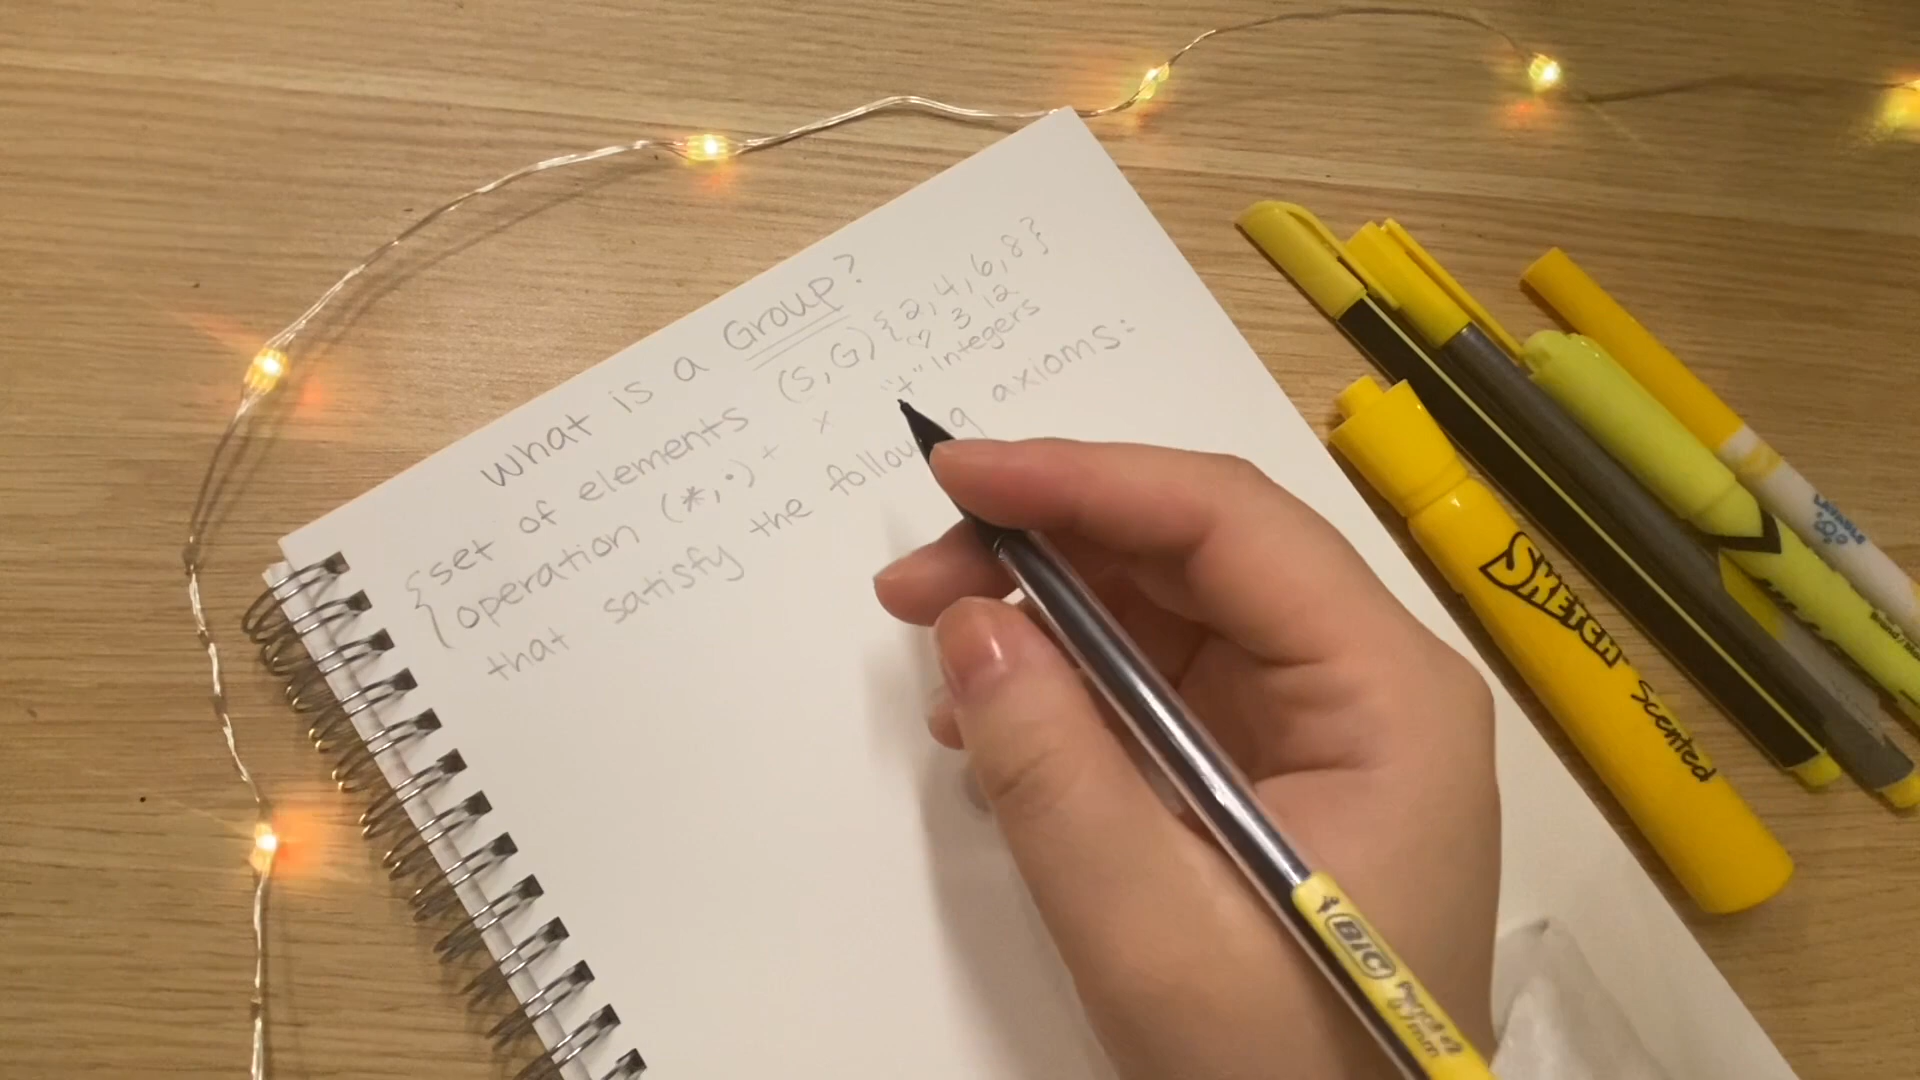 What is a Group?
{set of elements (S, G) {2, 4, 6, 8}
♡ 3 12
operation (*, •) + x "+" Integers
that satisfy the following axioms:
SKETCH Scented
BIC